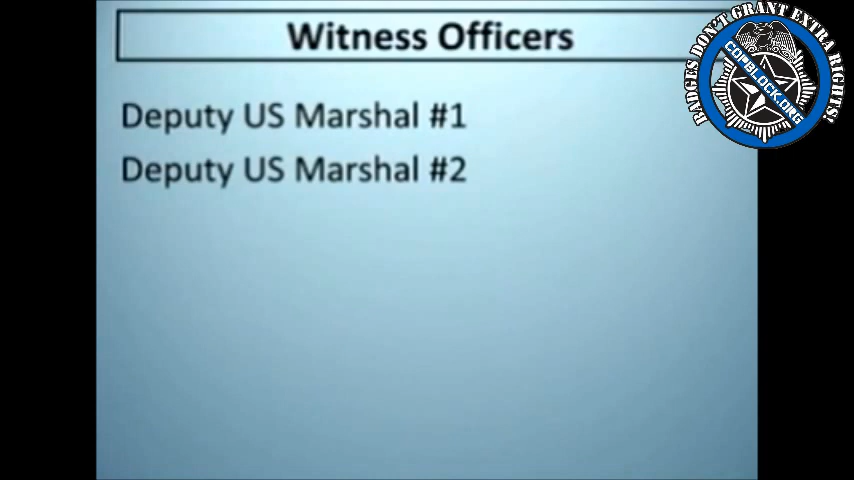 Witness Officers
BADGES DON'T GRANT EXTRA RIGHTS!
COPBLOCK.ORG
Deputy US Marshal #1
Deputy US Marshal #2